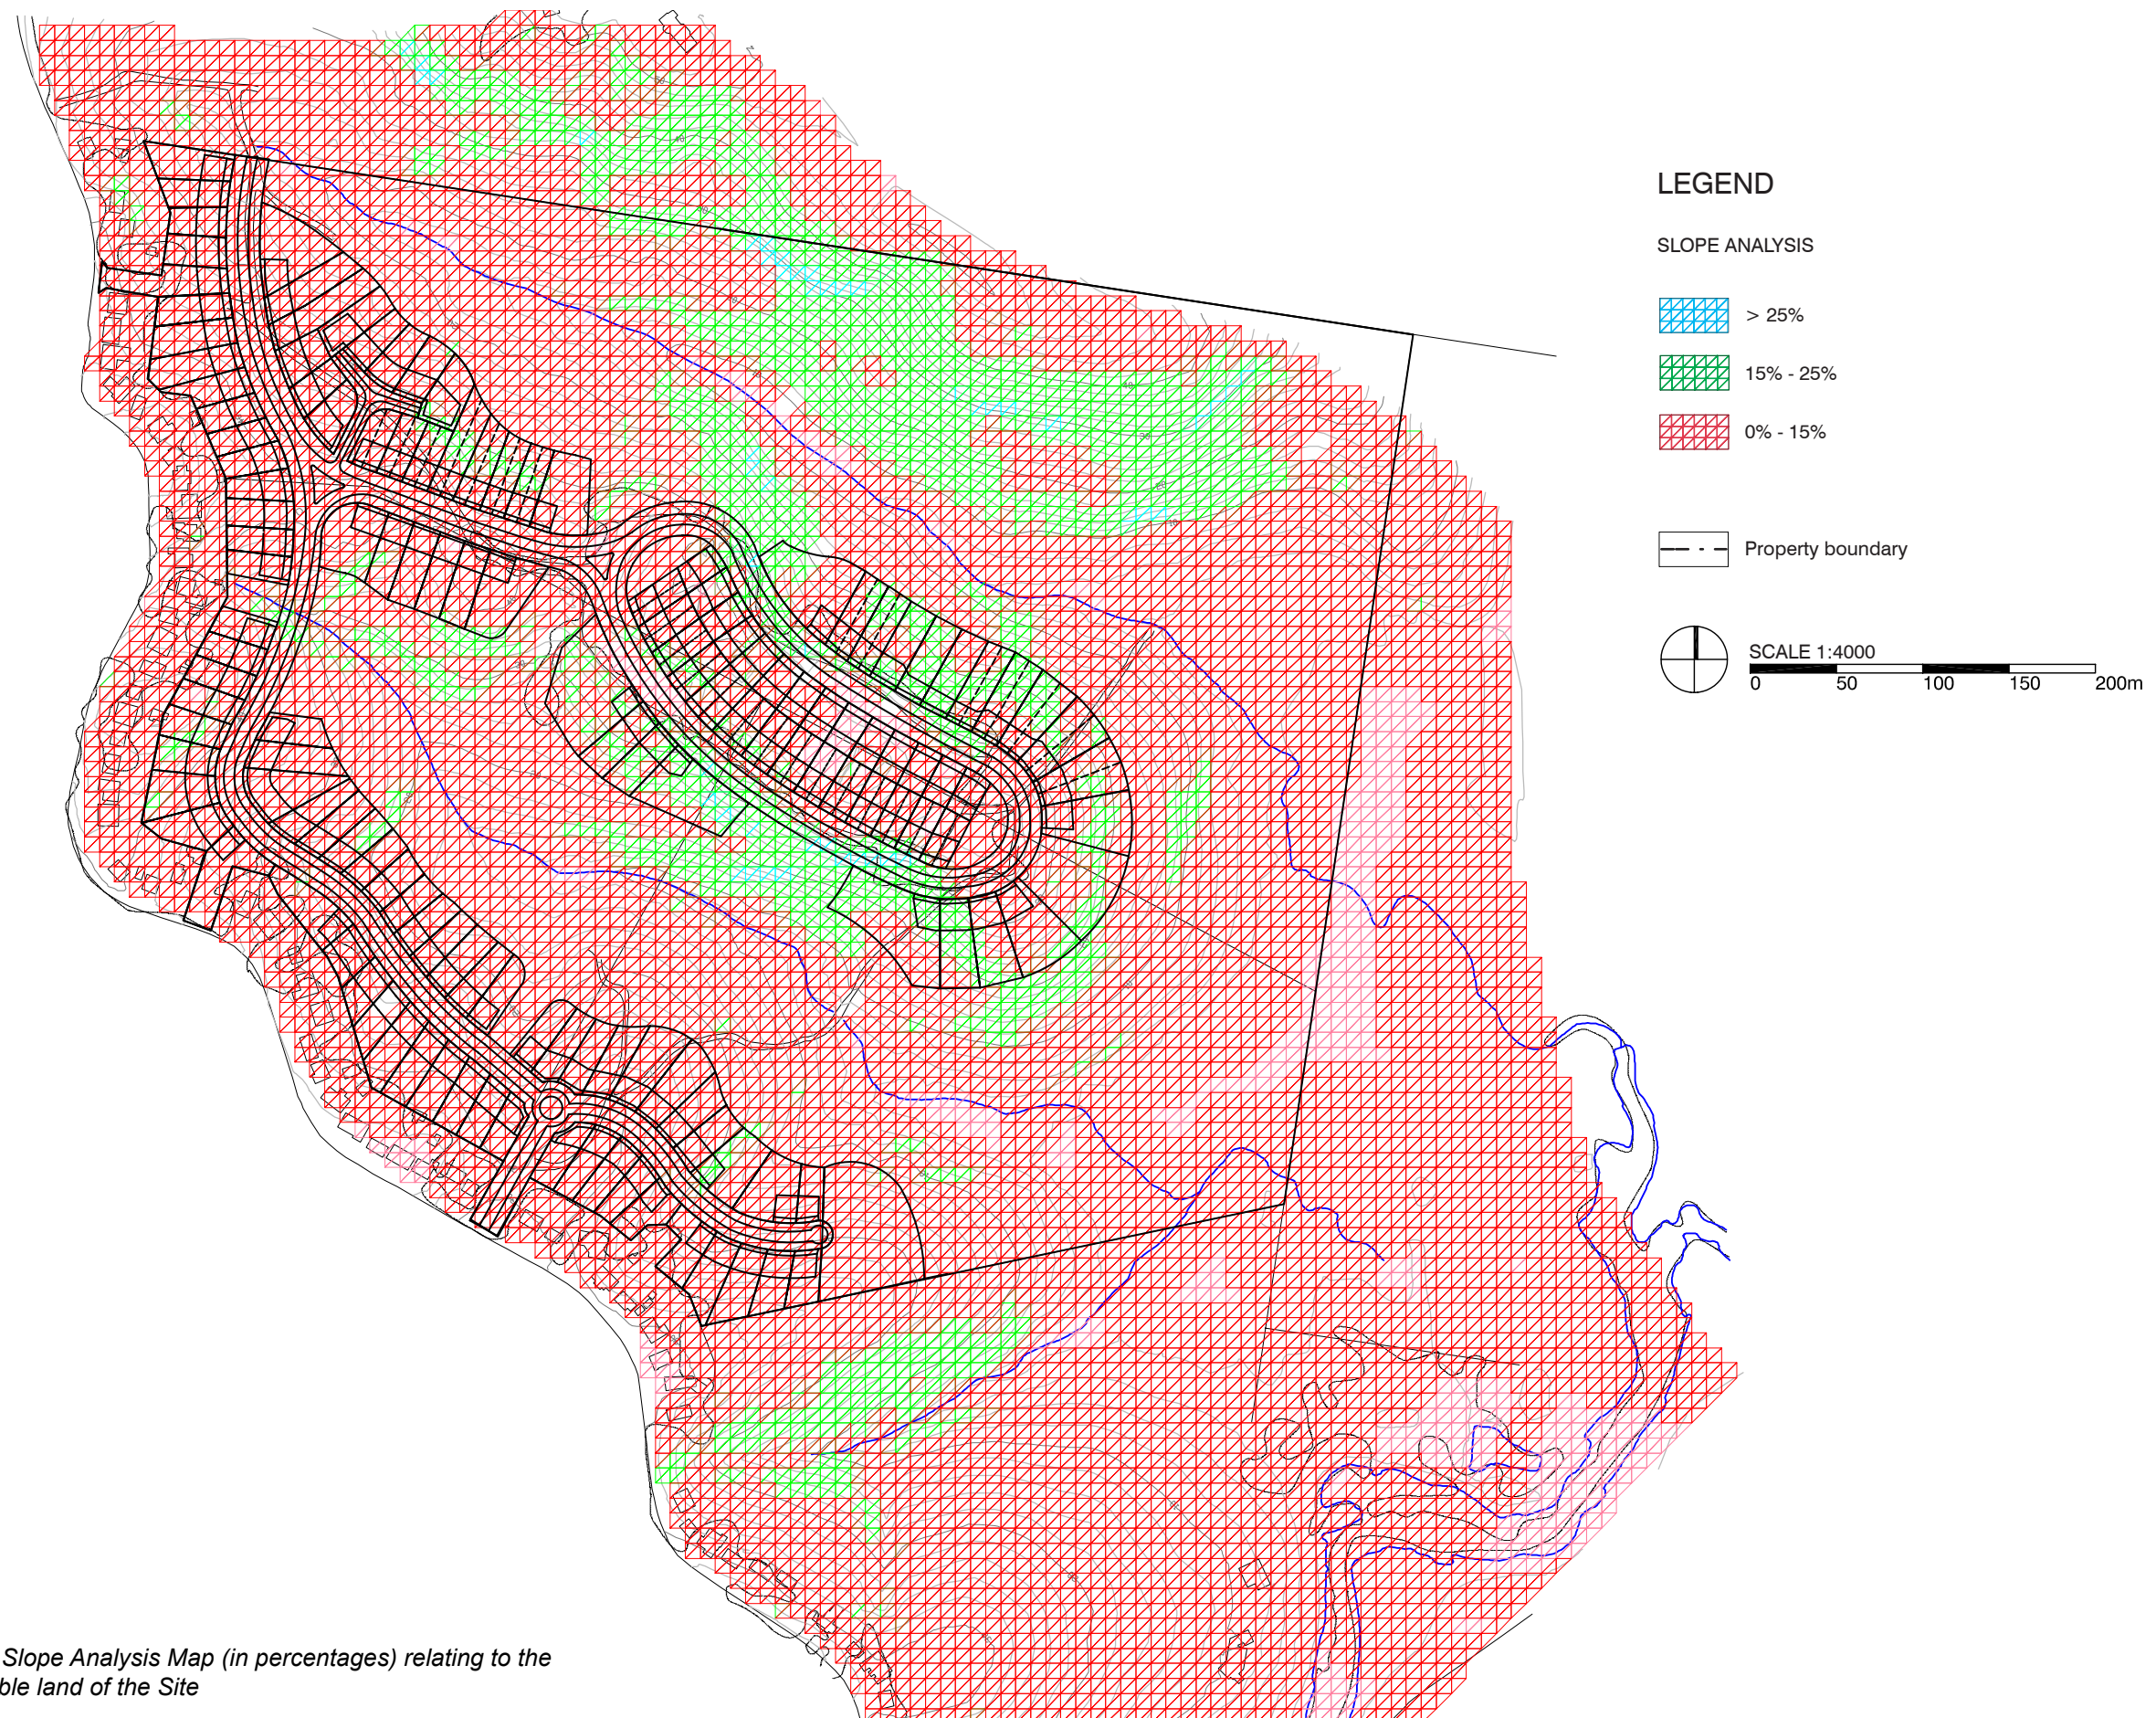 LEGEND
SLOPE ANALYSIS
> 25%
15% - 25%
0% - 15%
Property boundary
SCALE 1:4000
0 50 100 150 200m
Slope Analysis Map (in percentages) relating to the
land of the Site